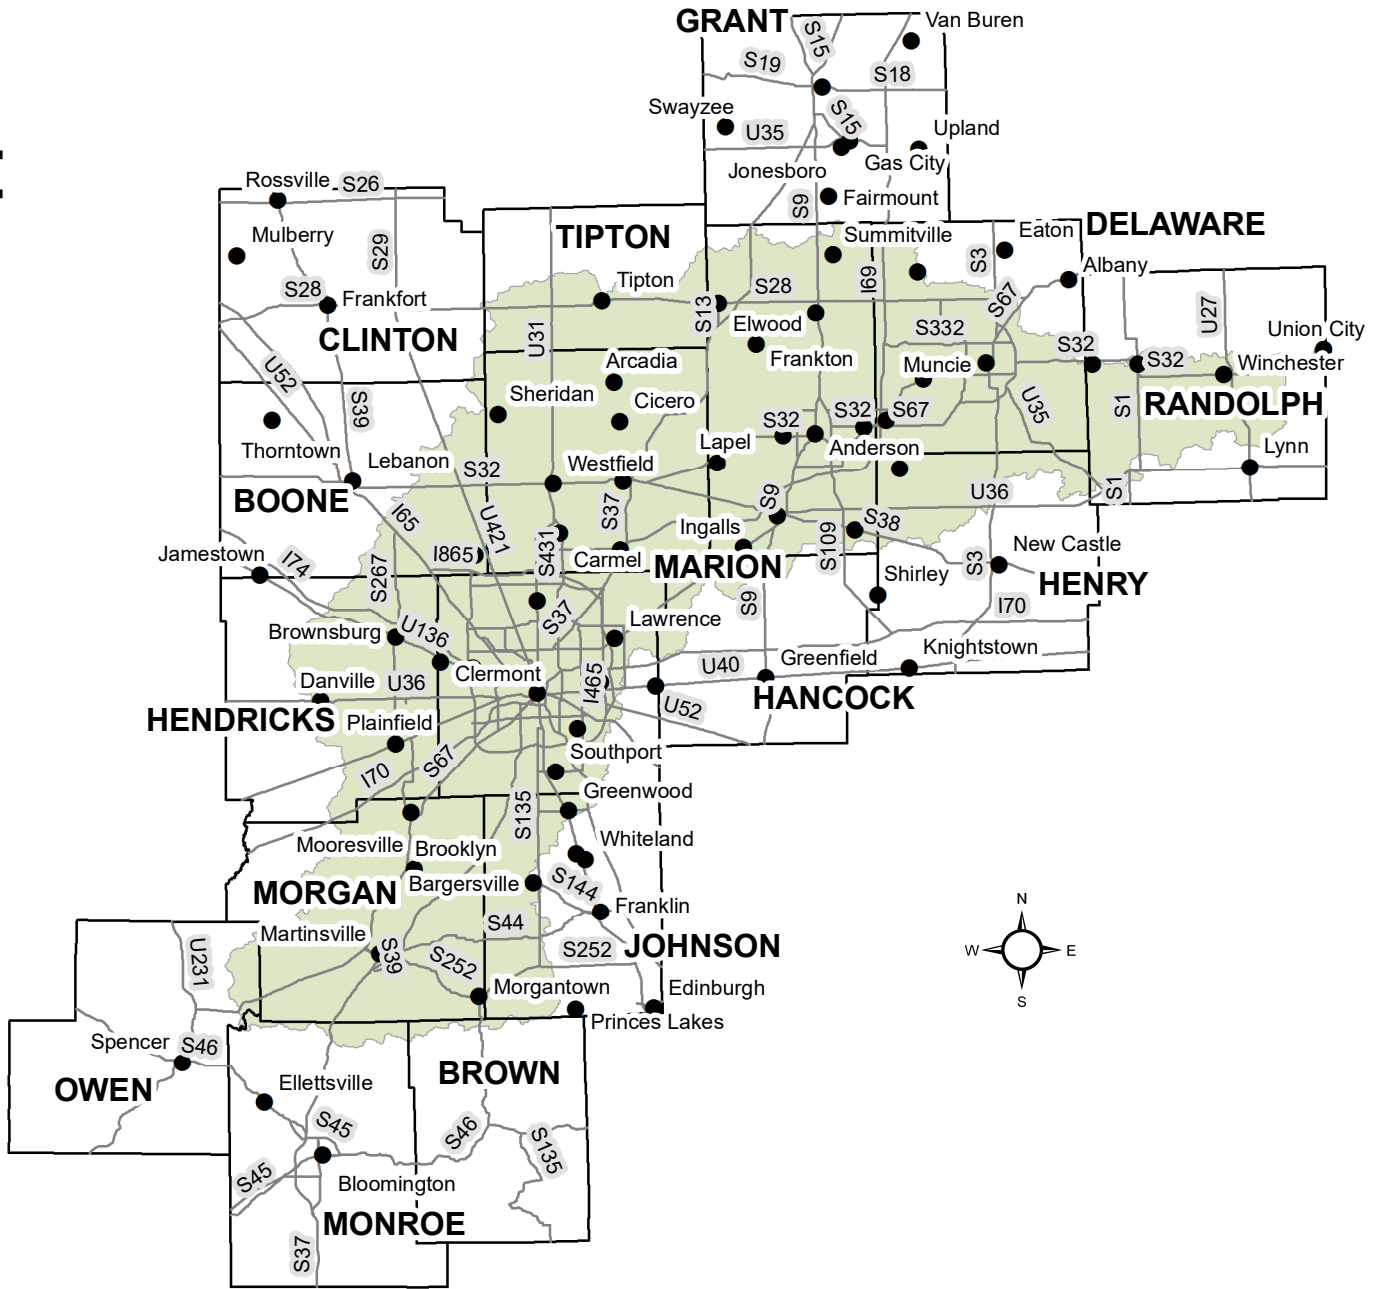 GRANT
Van Buren
S15
S19
S18
Swayzee
S15
U35
Upland
Jonesboro
Gas City
Rossville
S26
S9
Fairmount
Mulberry
S29
TIPTON
Summitville
S3
Eaton
DELAWARE
Albany
S28
Frankfort
Tipton
S13
S28
I69
S67
U27
CLINTON
U31
Elwood
S332
Union City
U52
Arcadia
Frankton
Muncie
S32
S32
Winchester
S39
Sheridan
Cicero
S32
S32
S67
U35
S1
RANDOLPH
Thorntown
Lebanon
S32
Westfield
Lapel
Anderson
Lynn
BOONE
I65
U421
S37
S9
U36
S1
Jamestown
I74
S267
I865
S431
Carmel
Ingalls
MARION
S109
S38
S3
New Castle
HENRY
Shirley
Brownsburg
U136
S37
Lawrence
S9
I70
Danville
U36
Clermont
I465
U40
Greenfield
Knightstown
HENDRICKS
Plainfield
U52
HANCOCK
I70
S67
Southport
S135
Greenwood
Mooresville
Brooklyn
Whiteland
MORGAN
Bargersville
S144
Franklin
Martinsville
S44
U231
S39
S252
S252
JOHNSON
Morgantown
Edinburgh
Princes Lakes
Spencer
S46
OWEN
Ellettsville
BROWN
S45
S46
S135
S45
Bloomington
MONROE
S37
N
W
E
S